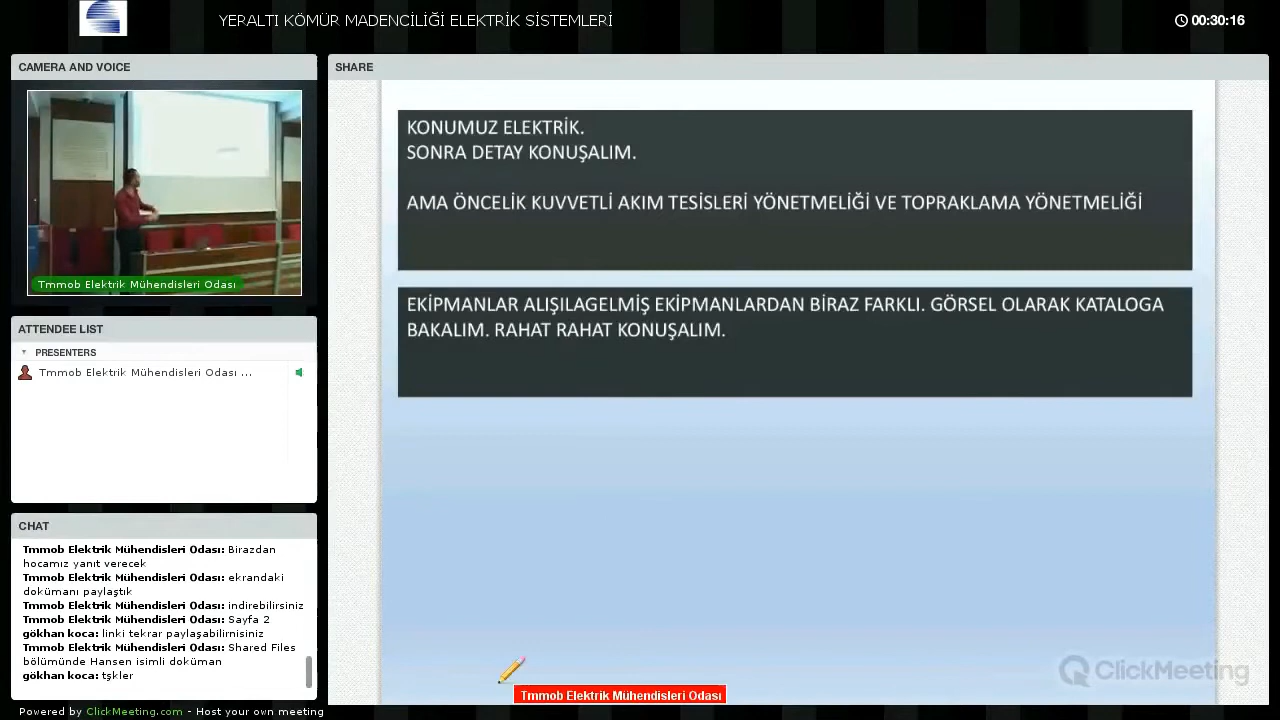 YERALTI KÖMÜR MADENCİLİĞİ ELEKTRİK SİSTEMLERİ
00:30:16
CAMERA AND VOICE
Tmmob Elektrik Mühendisleri Odası
ATTENDEE LIST
PRESENTERS
Tmmob Elektrik Mühendisleri Odası ...
CHAT
Tmmob Elektrik Mühendisleri Odası: Birazdan
hocamız yanıt verecek
Tmmob Elektrik Mühendisleri Odası: ekrandaki
dokümanı paylaştık
Tmmob Elektrik Mühendisleri Odası: indirebilirsiniz
Tmmob Elektrik Mühendisleri Odası: Sayfa 2
gökhan koca: linki tekrar paylaşabilirnisiniz
Tmmob Elektrik Mühendisleri Odası: Shared Files
bölümünde Hansen isimli doküman
gökhan koca: tşkler
Powered by ClickMeeting.com - Host your own meeting
SHARE
KONUMUZ ELEKTRİK.
SONRA DETAY KONUŞALIM.
AMA ÖNCELİK KUVVETLİ AKIM TESİSLERİ YÖNETMELİĞİ VE TOPRAKLAMA YÖNETMELİĞİ
EKİPMANLAR ALIŞILAGELMİŞ EKİPMANLARDAN BİRAZ FARKLI. GÖRSEL OLARAK KATALOGA
BAKALIM. RAHAT RAHAT KONUŞALIM.
ClickMeeting
Tmmob Elektrik Mühendisleri Odası